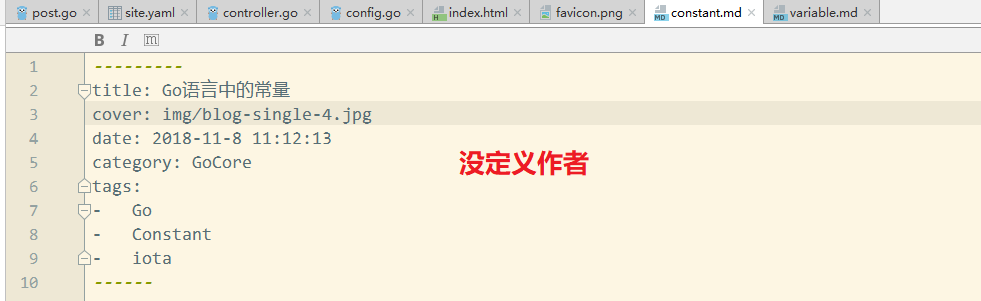 post.go site.yaml controller.go config.go index.html favicon.png constant.md variable.md
B I m
1 ---------
2 title: Go语言中的常量
3 cover: img/blog-single-4.jpg
4 date: 2018-11-8 11:12:13
5 category: GoCore
没定义作者
6 tags:
7 - Go
8 - Constant
9 - iota
10 ------